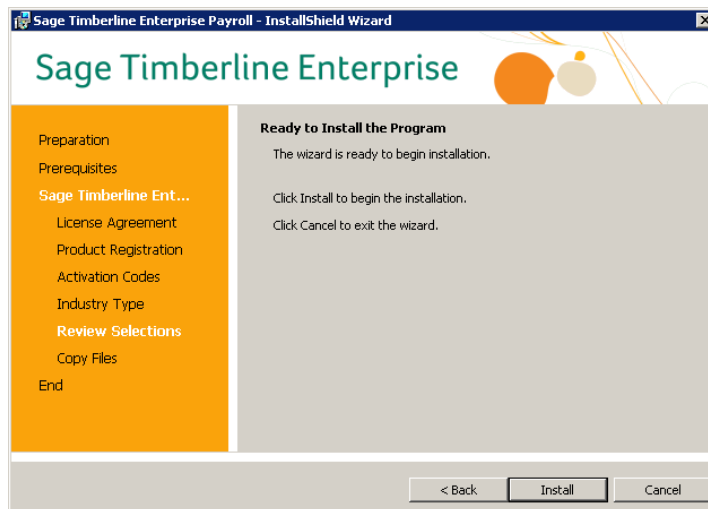 Sage Timberline Enterprise Payroll - InstallShield Wizard
Sage Timberline Enterprise
Preparation
Prerequisites
Sage Timberline Ent...
License Agreement
Product Registration
Activation Codes
Industry Type
Review Selections
Copy Files
End
Ready to Install the Program
The wizard is ready to begin installation.
Click Install to begin the installation.
Click Cancel to exit the wizard.
< Back
Install
Cancel